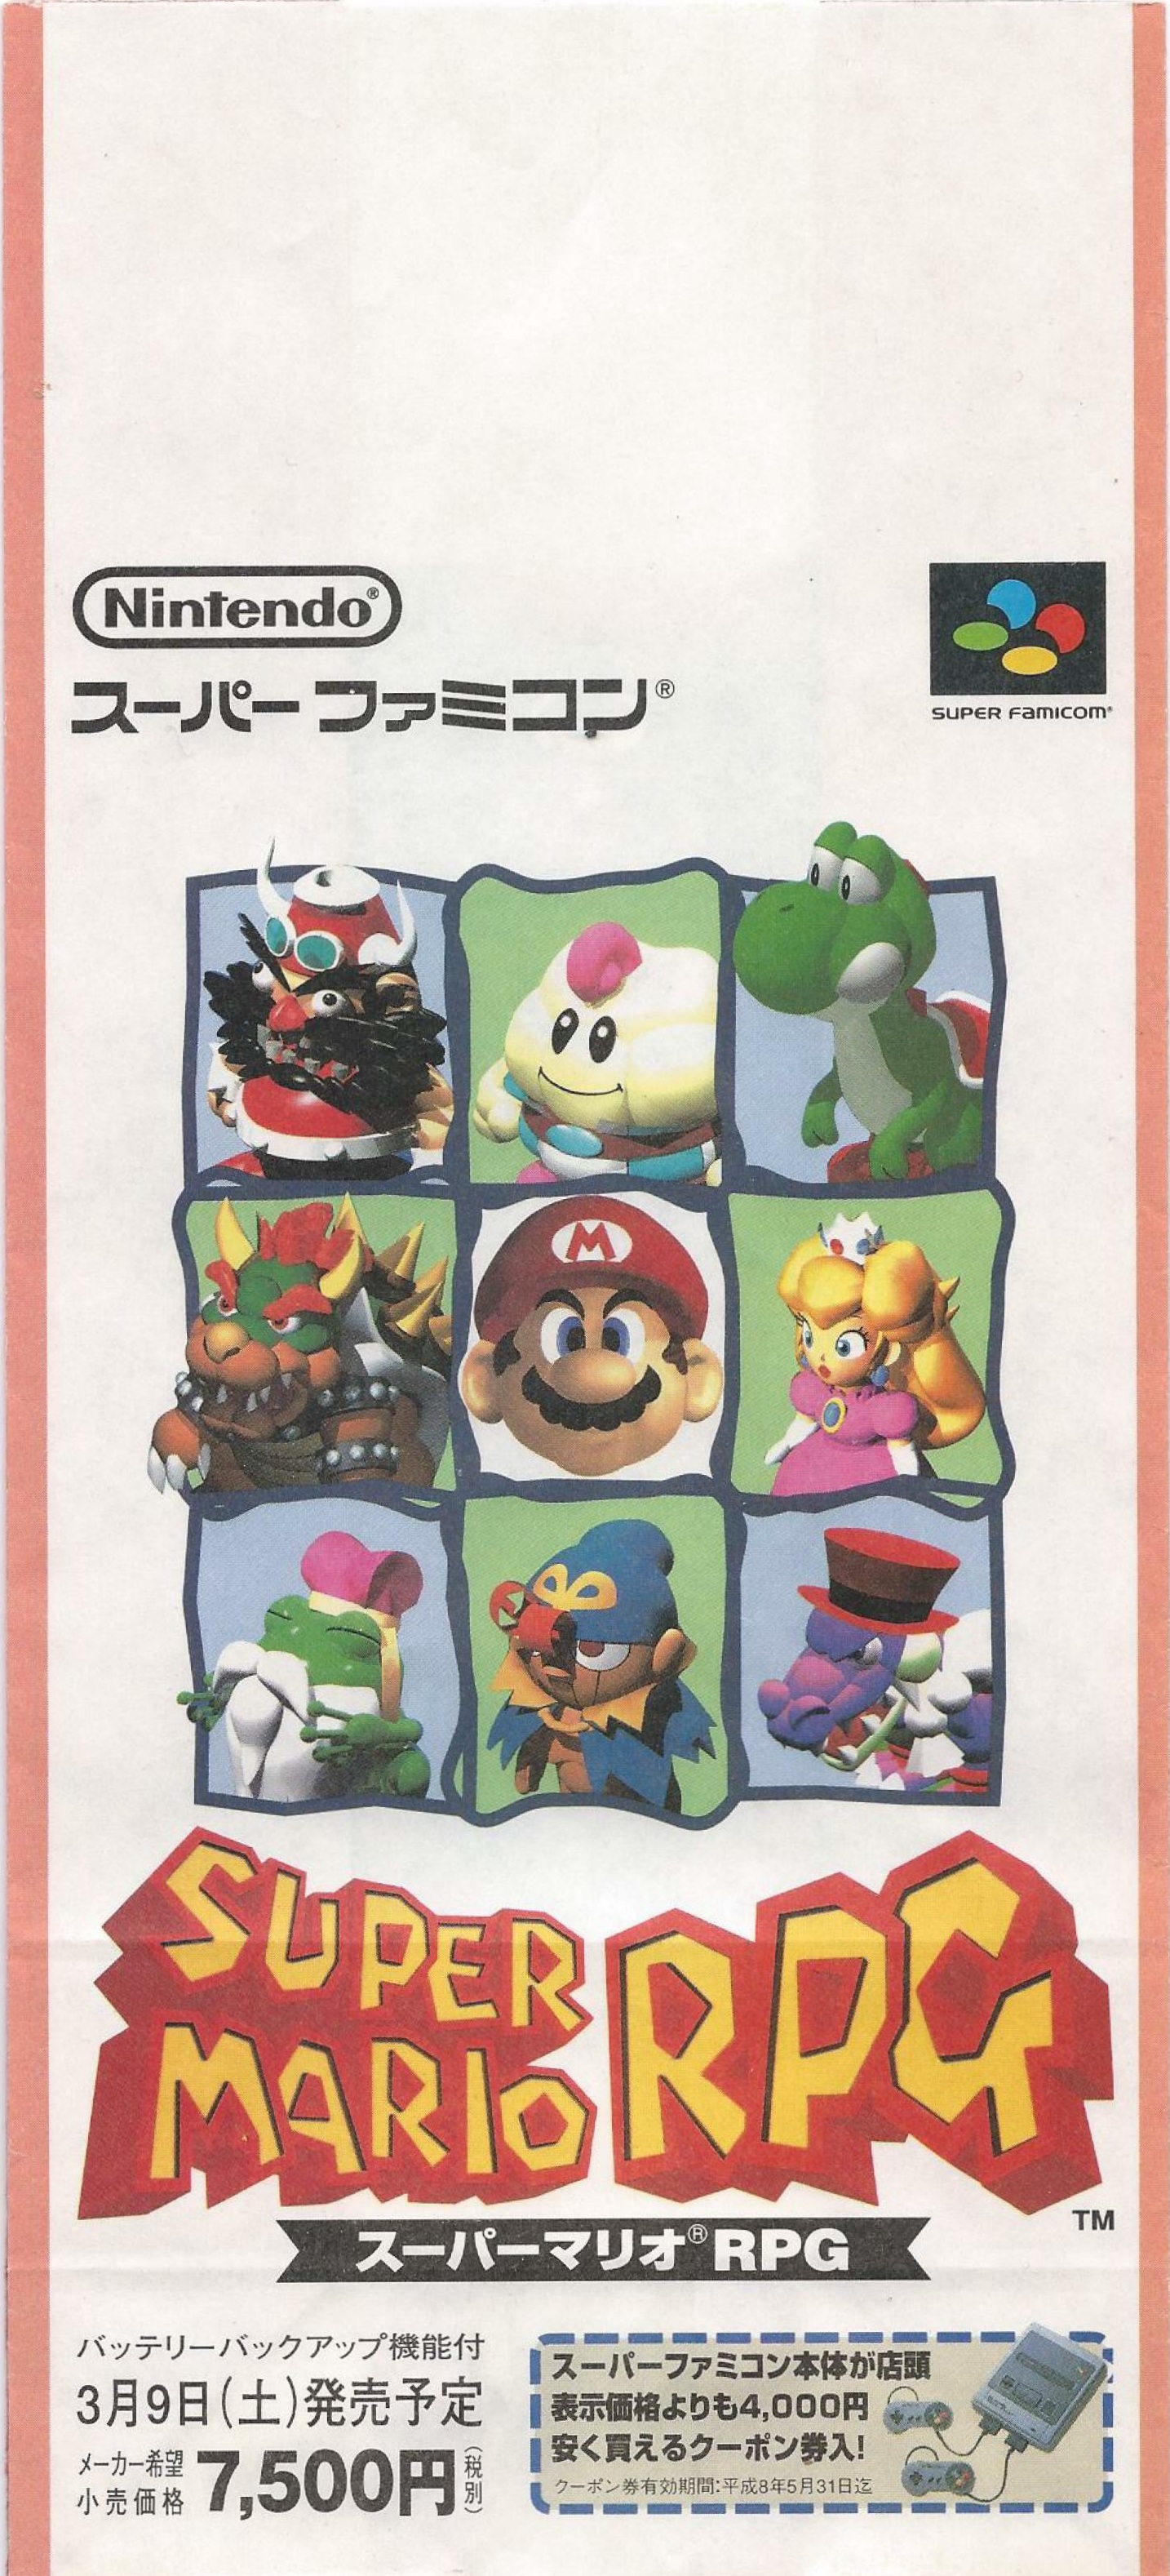 Nintendo®
スーパーファミコン®
SUPER FAMICOM®
M
SUPER
MARIO RPG
TM
スーパーマリオ®RPG
バッテリーバックアップ機能付
3月9日(土)発売予定
メーカー希望
小売価格 7,500円(税別)
スーパーファミコン本体が店頭
表示価格よりも4,000円
安く買えるクーポン券入!
クーポン券有効期間:平成8年5月31日迄